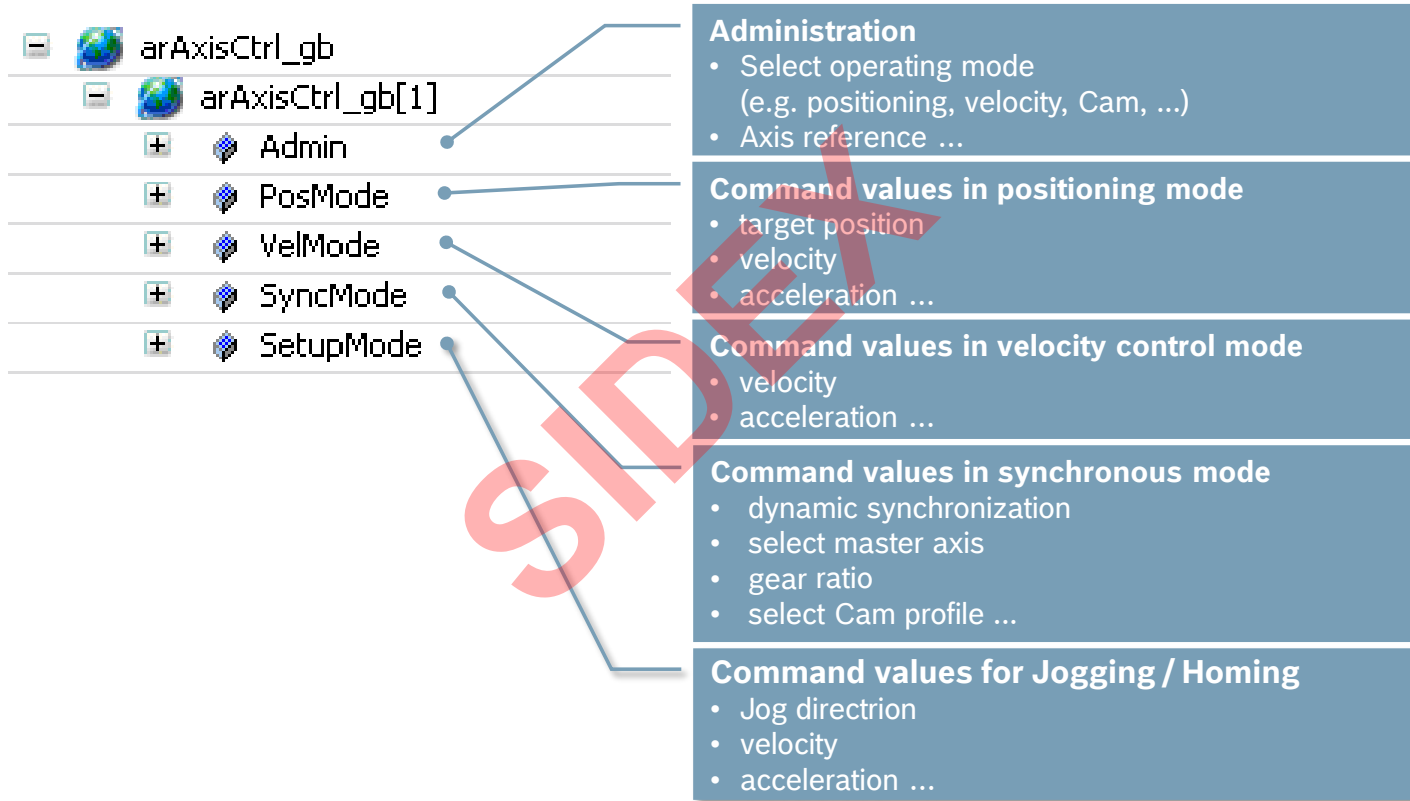 arAxisCtrl_gb
arAxisCtrl_gb[1]
Admin
PosMode
VelMode
SyncMode
SetupMode
Administration
• Select operating mode
(e.g. positioning, velocity, Cam, ...)
• Axis reference ...
Command values in positioning mode
• target position
• velocity
• acceleration ...
Command values in velocity control mode
• velocity
• acceleration ...
Command values in synchronous mode
• dynamic synchronization
• select master axis
• gear ratio
• select Cam profile ...
Command values for Jogging / Homing
• Jog directrion
• velocity
• acceleration ...
SIDEX